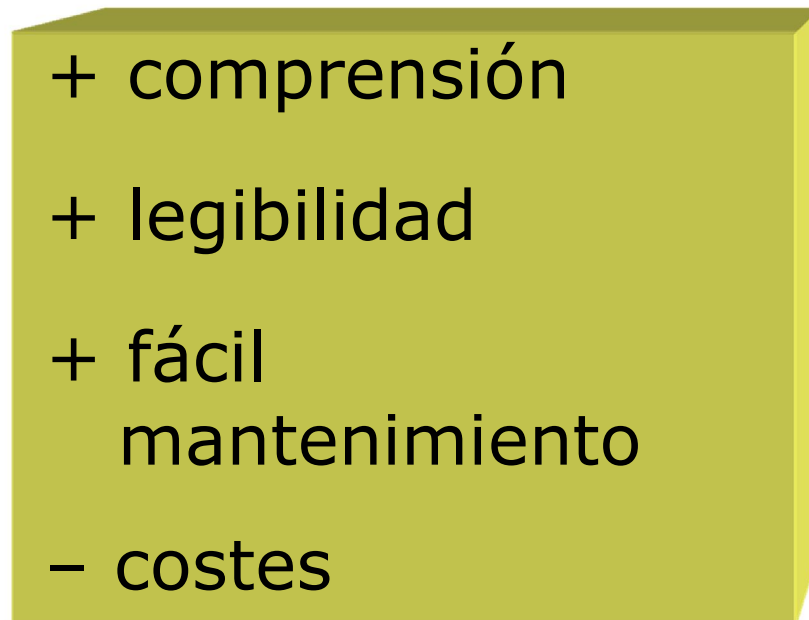 + comprensión
+ legibilidad
+ fácil
mantenimiento
– costes